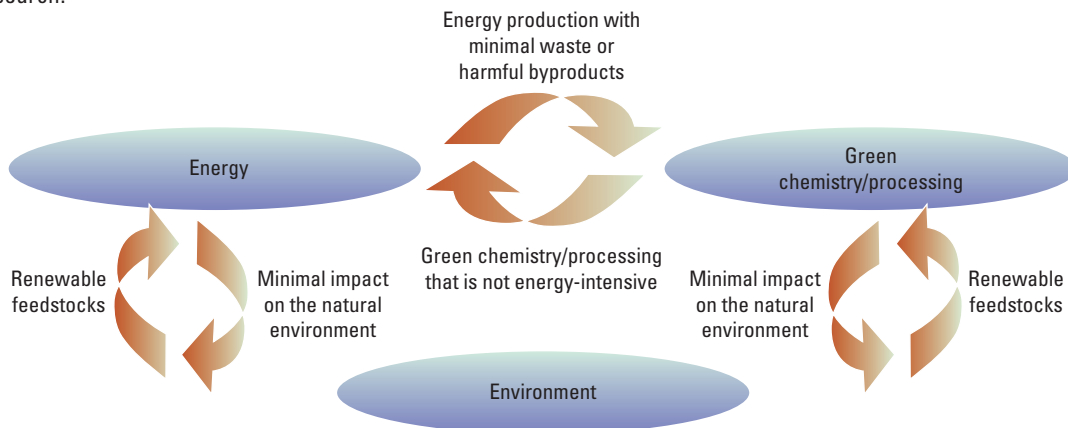 Energy production with
minimal waste or
harmful byproducts
Energy
Green
chemistry/processing
Green chemistry/processing
that is not energy-intensive
Renewable
feedstocks
Minimal impact
on the natural
environment
Minimal impact
on the natural
environment
Renewable
feedstocks
Environment